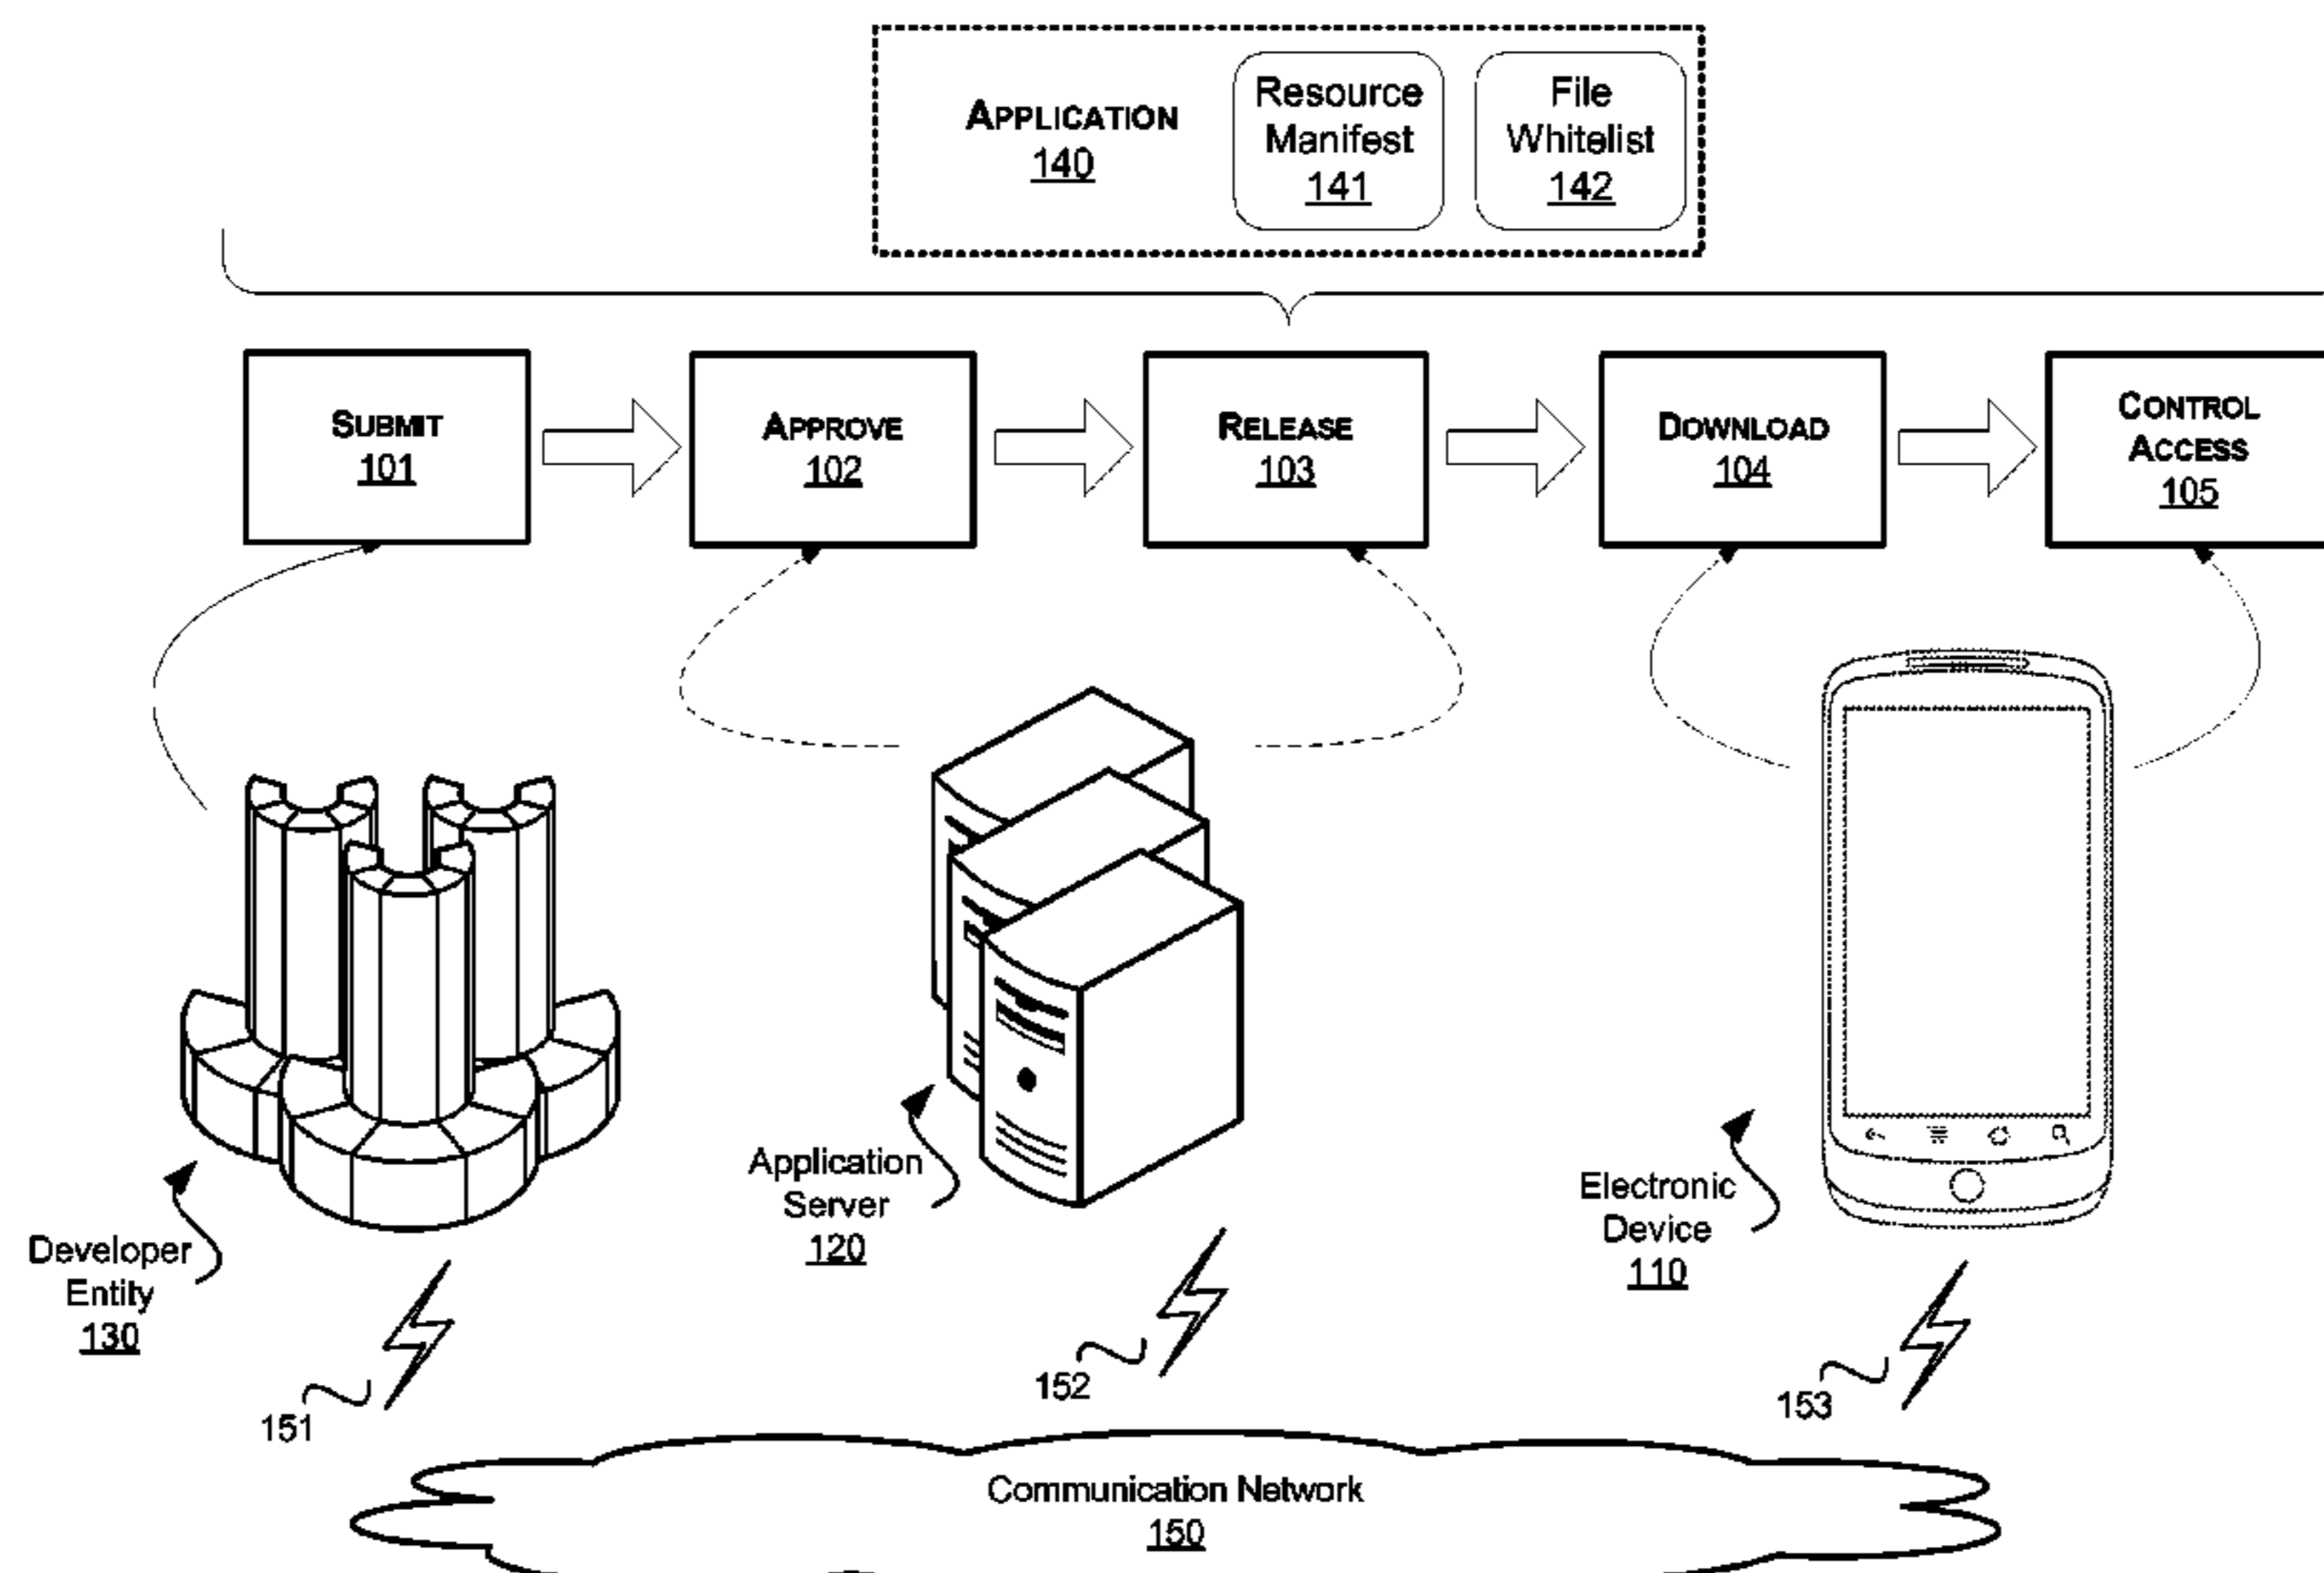 APPLICATION
140
Resource
Manifest
141
File
Whitelist
142
SUBMIT
101
APPROVE
102
RELEASE
103
DOWNLOAD
104
CONTROL
ACCESS
105
Developer
Entity
130
Application
Server
120
Electronic
Device
110
151
152
153
Communication Network
150